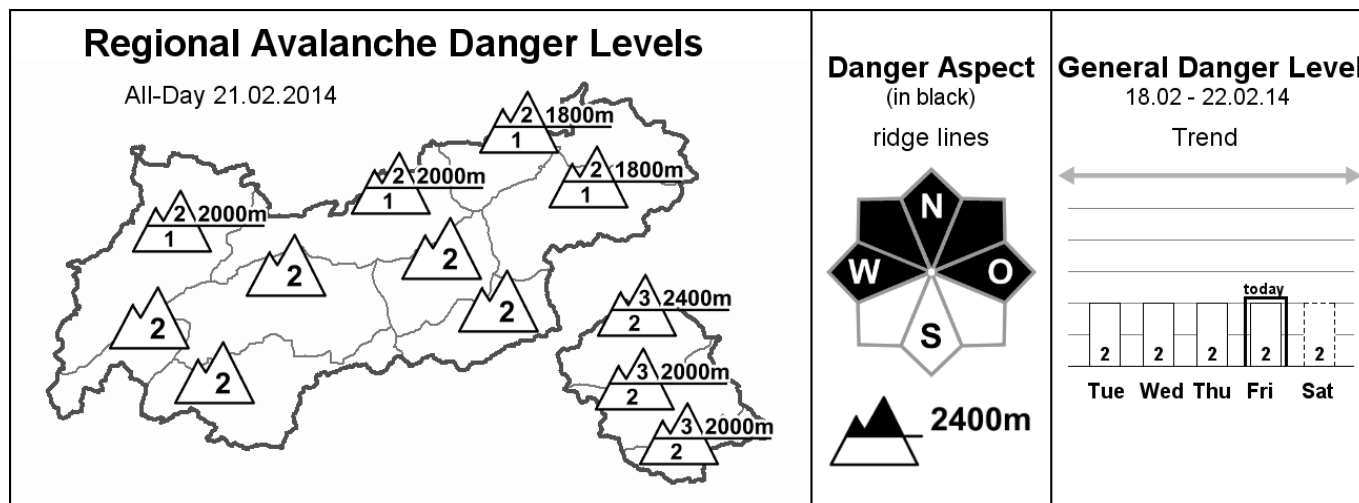 Regional Avalanche Danger Levels
All-Day 21.02.2014
2 1800m
1
2 1800m
1
2 2000m
1
2 2000m
1
2
2
2
2
2
3 2400m
2
3 2000m
2
3 2000m
2
Danger Aspect
(in black)
ridge lines
N
W O
S
2400m
General Danger Level
18.02 - 22.02.14
Trend
today
2 2 2 2 2
Tue Wed Thu Fri Sat